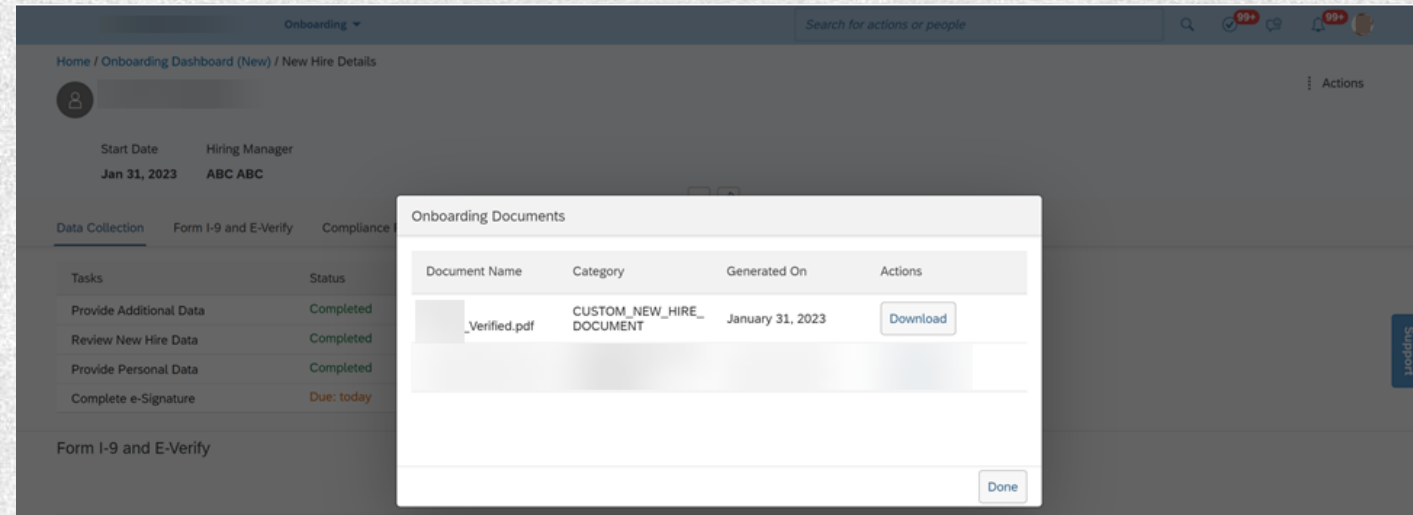 Onboarding
Search for actions or people
99+
99+
Home / Onboarding Dashboard (New) / New Hire Details
Actions
Start Date Hiring Manager
Jan 31, 2023 ABC ABC
Data Collection Form I-9 and E-Verify Compliance
Tasks Status
Provide Additional Data Completed
Review New Hire Data Completed
Provide Personal Data Completed
Complete e-Signature Due: today
Form I-9 and E-Verify
Onboarding Documents
Document Name Category Generated On Actions
_Verified.pdf CUSTOM_NEW_HIRE_
DOCUMENT January 31, 2023 Download
Done
Support